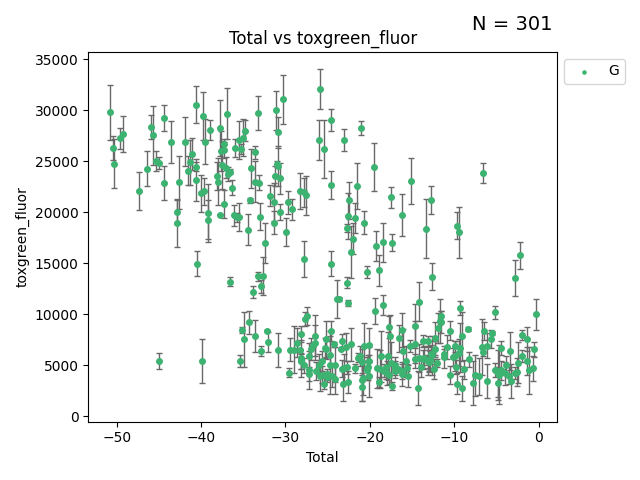 N = 301
Total vs toxgreen_fluor
G
toxgreen_fluor
35000
30000
25000
20000
15000
10000
5000
0
−50 −40 −30 −20 −10 0
Total